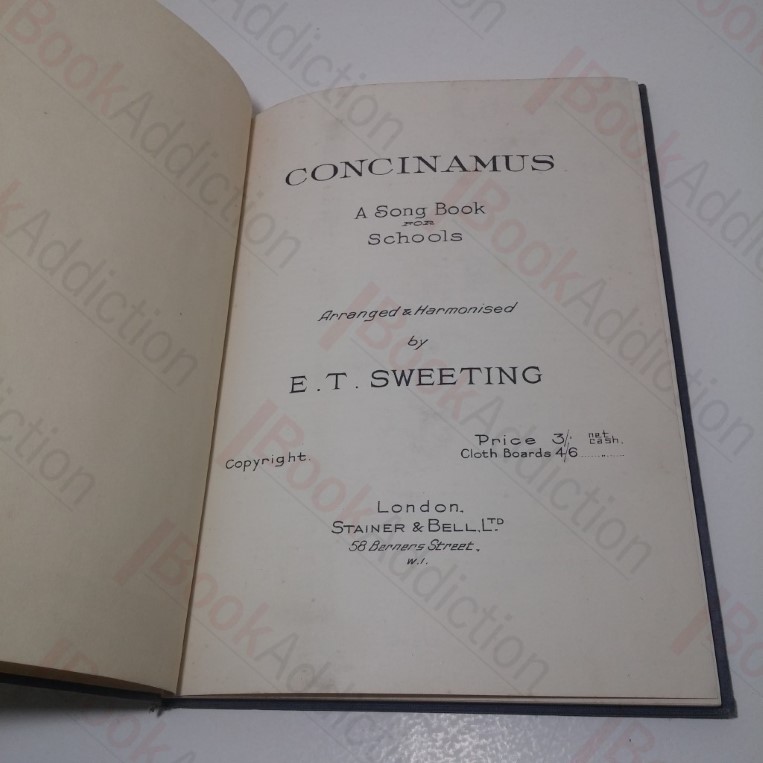 CONCINAMUS
A Song Book
FOR
Schools
Arranged & Harmonised
by
E. T. SWEETING
Copyright.
Price 3/- net cash.
Cloth Boards 4/6 ..... " .....
London.
STAINER & BELL, LTD
58 Berners Street.
W.1.
BookAddiction